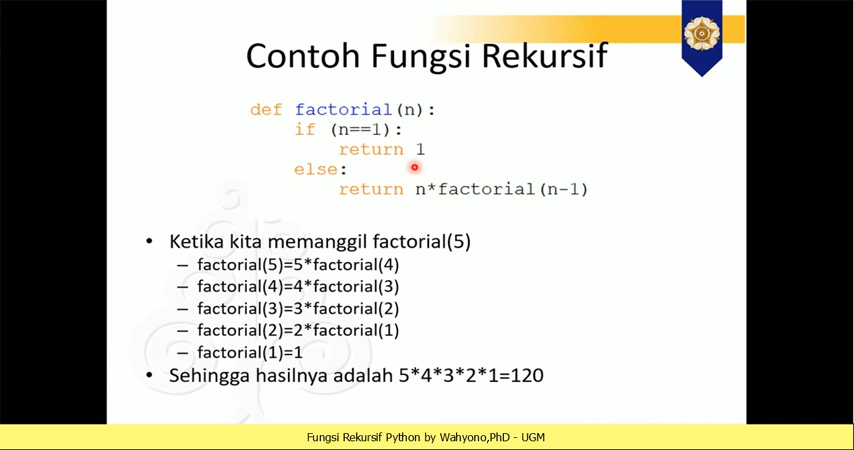 Contoh Fungsi Rekursif
def factorial(n):
if (n==1):
return 1
else:
return n*factorial(n-1)
• Ketika kita memanggil factorial(5)
– factorial(5)=5*factorial(4)
– factorial(4)=4*factorial(3)
– factorial(3)=3*factorial(2)
– factorial(2)=2*factorial(1)
– factorial(1)=1
• Sehingga hasilnya adalah 5*4*3*2*1=120
Fungsi Rekursif Python by Wahyono,PhD - UGM